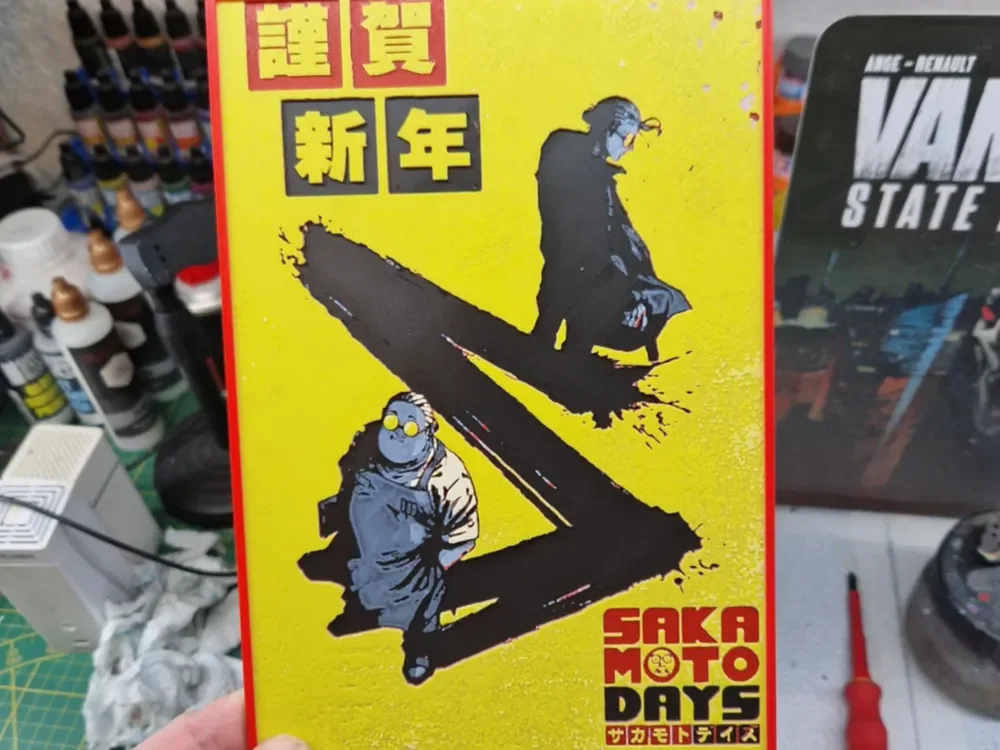 謹賀
新年
SAKA
MOTO
DAYS
サカモトデイズ
ANGE - RENAULT
VAN
STATE